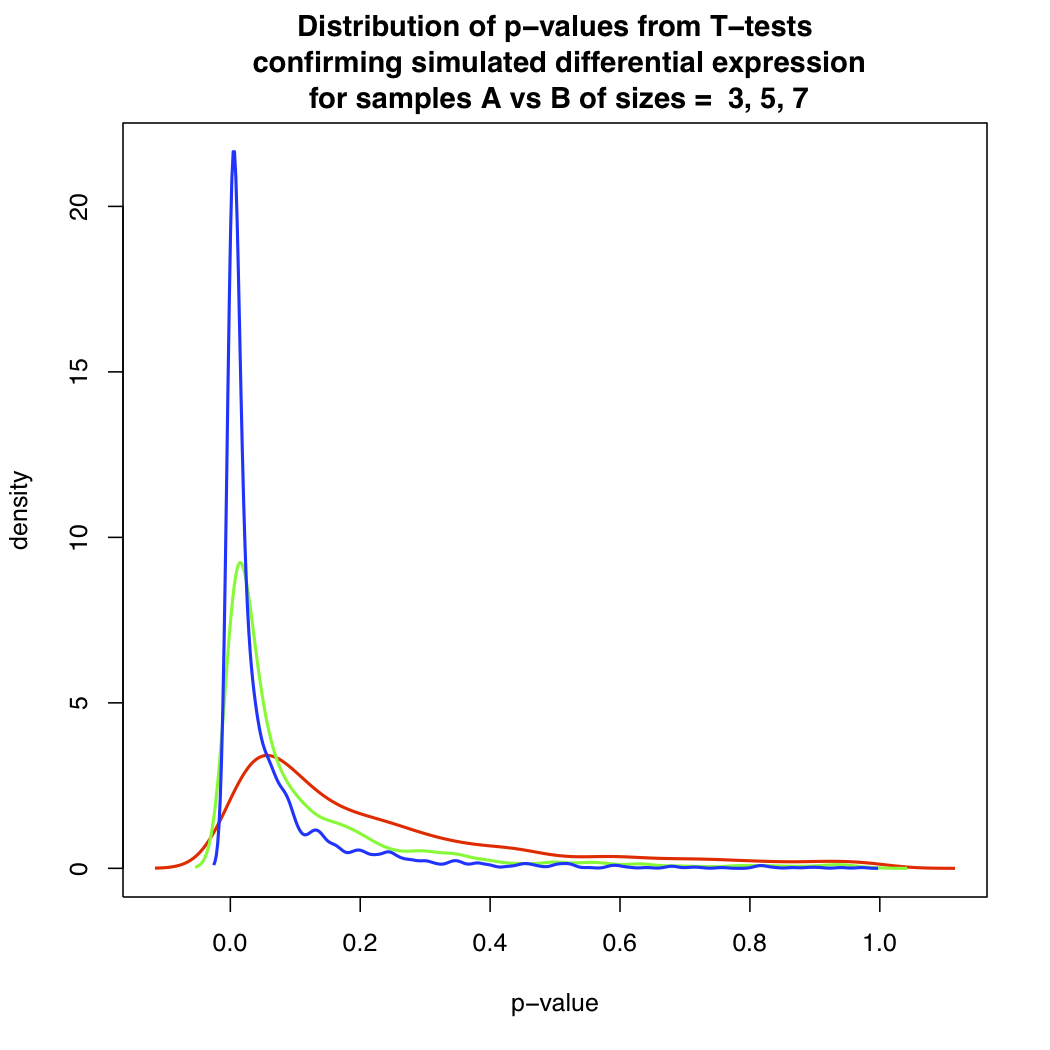 Distribution of p−values from T−tests
confirming simulated differential expression
for samples A vs B of sizes =  3, 5, 7
20
15
10
5
0
density
0.0 0.2 0.4 0.6 0.8 1.0
p−value